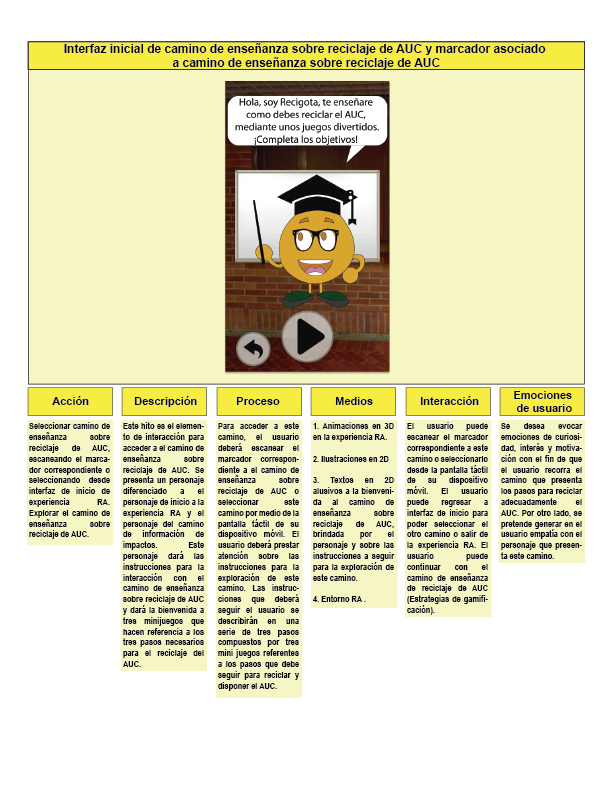 Interfaz inicial de camino de enseñanza sobre reciclaje de AUC y marcador asociado
a camino de enseñanza sobre reciclaje de AUC
Hola, soy Recigota, te enseñare
como debes reciclar el AUC,
mediante unos juegos divertidos.
¡Completa los objetivos!
Acción
Seleccionar camino de
enseñanza sobre
reciclaje de AUC,
escaneando el marca-
dor correspondiente o
seleccionando desde
interfaz de inicio de
experiencia RA.
Explorar el camino de
enseñanza sobre
reciclaje de AUC.
Descripción
Este hito es el elemen-
to de interacción para
acceder a el camino de
enseñanza sobre
reciclaje de AUC. Se
presenta un personaje
diferenciado a el
personaje de inicio a la
experiencia RA y el
personaje del camino
de información de
impactos. Este
personaje dará las
instrucciones para la
interacción con el
camino de enseñanza
sobre reciclaje de AUC
y dará la bienvenida a
tres minijuegos que
hacen referencia a los
tres pasos necesarios
para el reciclaje del
AUC.
Proceso
Para acceder a este
camino, el usuario
deberá escanear el
marcador correspon-
diente a el camino de
enseñanza sobre
reciclaje de AUC o
seleccionar este
camino por medio de la
pantalla táctil de su
dispositivo móvil. El
usuario deberá prestar
atención sobre las
instrucciones para la
exploración de este
camino. Las instruc-
ciones que deberá
seguir el usuario se
describirán en una
serie de tres pasos
compuestos por tres
mini juegos referentes
a los pasos que debe
seguir para reciclar y
disponer el AUC.
Medios
1. Animaciones en 3D
en la experiencia RA.
2. Ilustraciones en 2D
3. Textos en 2D
alusivos a la bienveni-
da al camino de
enseñanza sobre
reciclaje de AUC,
brindada por el
personaje y sobre las
instrucciones a seguir
para la exploración de
este camino.
4. Entorno RA .
Interacción
El usuario puede
escanear el marcador
correspondiente a este
camino o seleccionarlo
desde la pantalla táctil
de su dispositivo
móvil. El usuario
puede regresar a
interfaz de inicio para
poder seleccionar el
otro camino o salir de
la experiencia RA. El
usuario puede
continuar con el
camino de enseñanza
de reciclaje de AUC
(Estrategias de gamifi-
cación).
Emociones
de usuario
Se desea evocar
emociones de curiosi-
dad, interés y motiva-
ción con el fin de que
el usuario recorra el
camino que presenta
los pasos para reciclar
adecuadamente el
AUC. Por otro lado, se
pretende generar en el
usuario empatía con el
personaje que presen-
ta este camino.